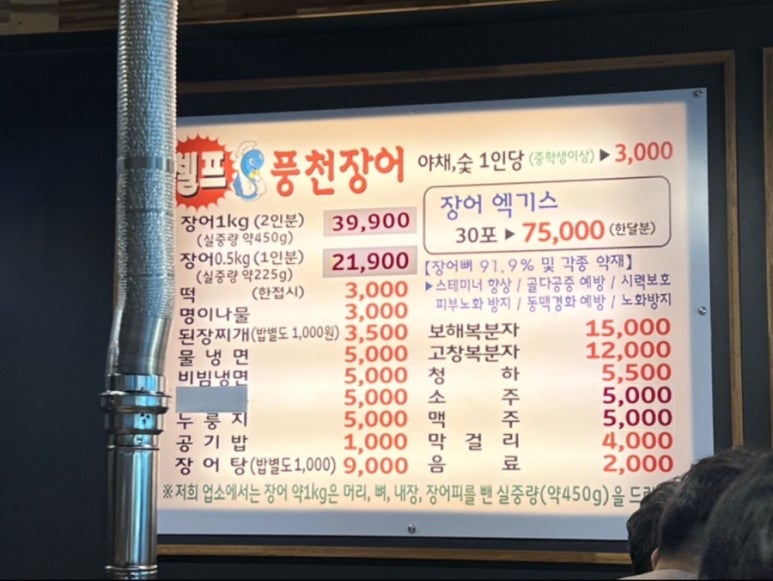 셀프 풍천장어
야채,숯 1인당 (중학생이상) ▶ 3,000
장어1kg (2인분) 39,900
(실중량 약450g)
장어0.5kg (1인분) 21,900
(실중량 약225g)
떡 (한접시) 3,000
명이나물 3,000
된장찌개(밥별도 1,000원) 3,500
물냉면 5,000
비빔냉면 5,000
5,000
누룽지 5,000
공기밥 1,000
장어탕(밥별도1,000) 9,000
장어 엑기스
30포 ▶ 75,000 (한달분)
【장어뼈 91.9% 및 각종 약재】
▶스테미너 향상 / 골다공증 예방 / 시력보호
피부노화 방지 / 동맥경화 예방 / 노화방지
보해복분자 15,000
고창복분자 12,000
청하 5,500
소주 5,000
맥주 5,000
막걸리 4,000
음료 2,000
※저희 업소에서는 장어 약1kg은 머리, 뼈, 내장, 장어피를 뺀 실중량(약450g)을 드